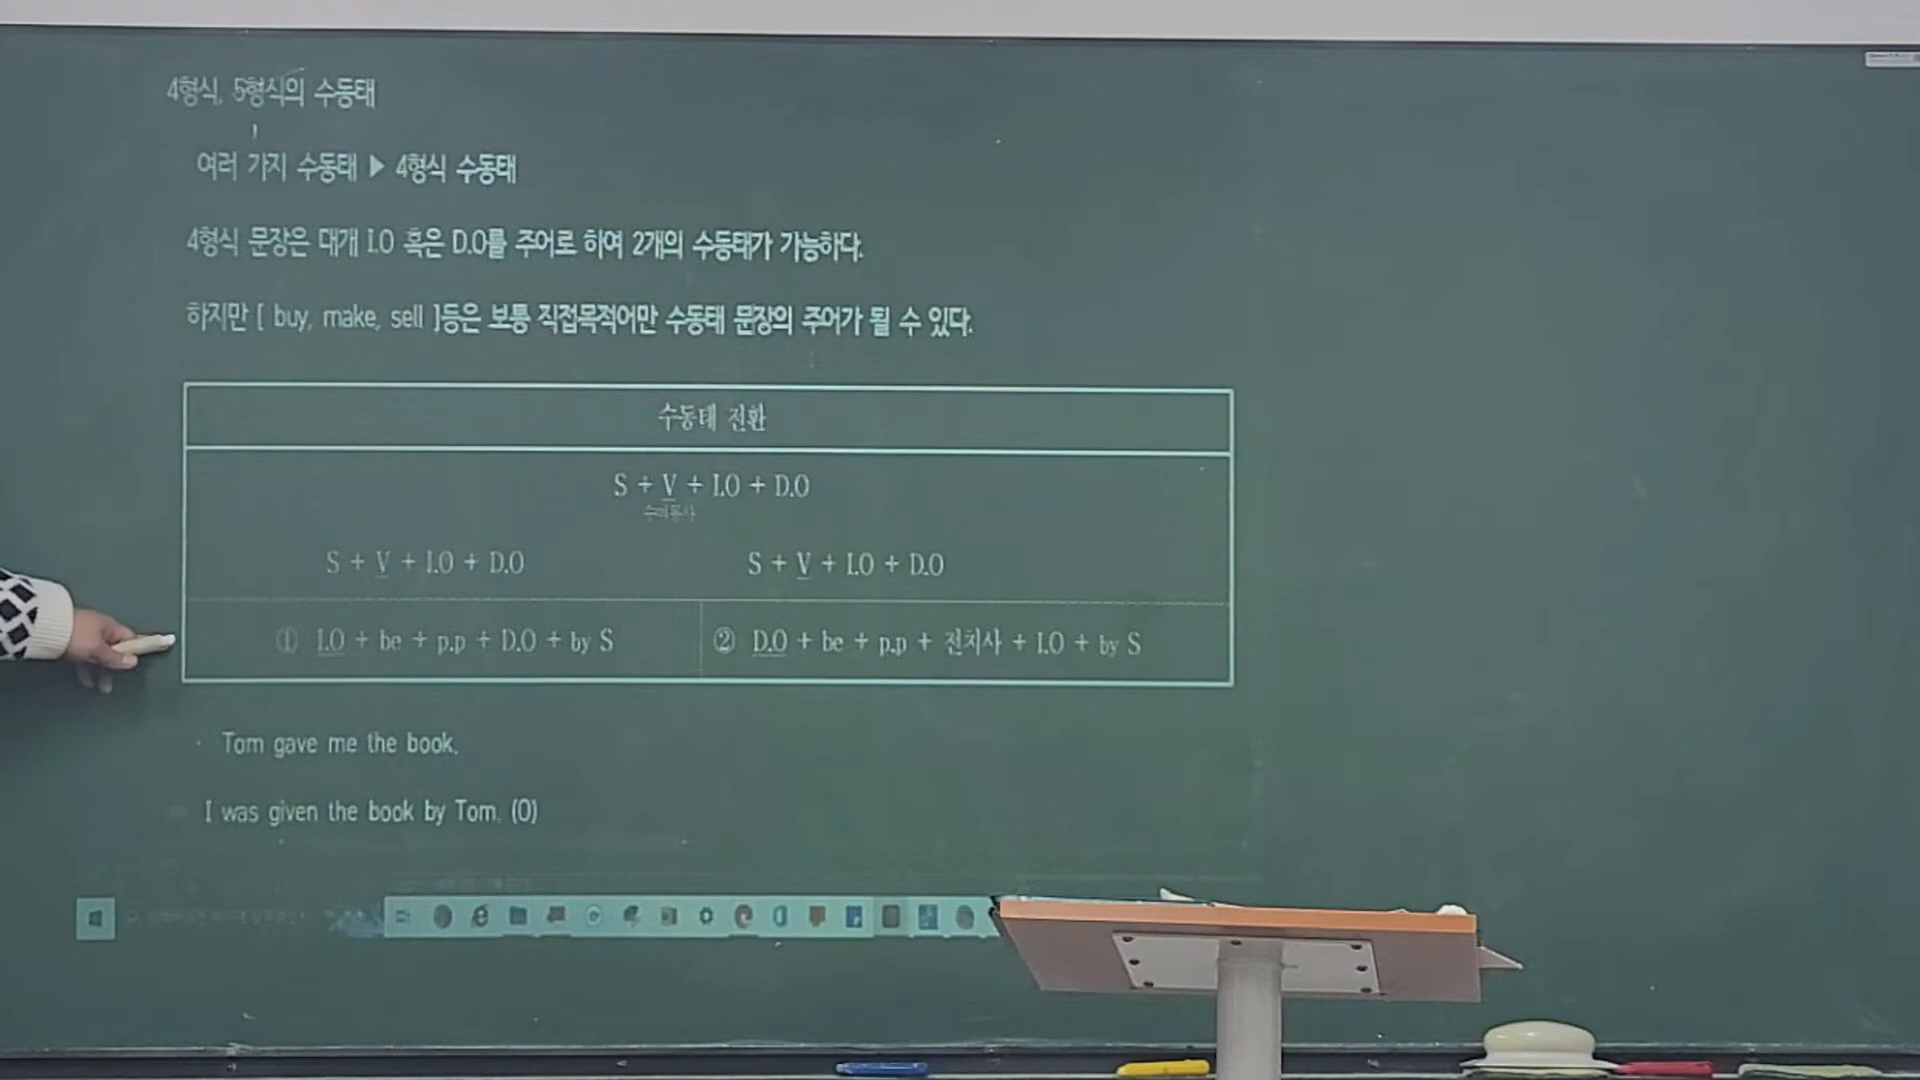 4형식, 5형식의 수동태
여러 가지 수동태 ▶ 4형식 수동태
4형식 문장은 대개 I.O 혹은 D.O를 주어로 하여 2개의 수동태가 가능하다.
하지만 [ buy, make, sell ]등은 보통 직접목적어만 수동태 문장의 주어가 될 수 있다.
수동태 전환
S + V + I.O + D.O
수여동사
S + V + I.O + D.O
S + V + I.O + D.O
① I.O + be + p.p + D.O + by S
② D.O + be + p.p + 전치사 + I.O + by S
· Tom gave me the book.
I was given the book by Tom. (O)